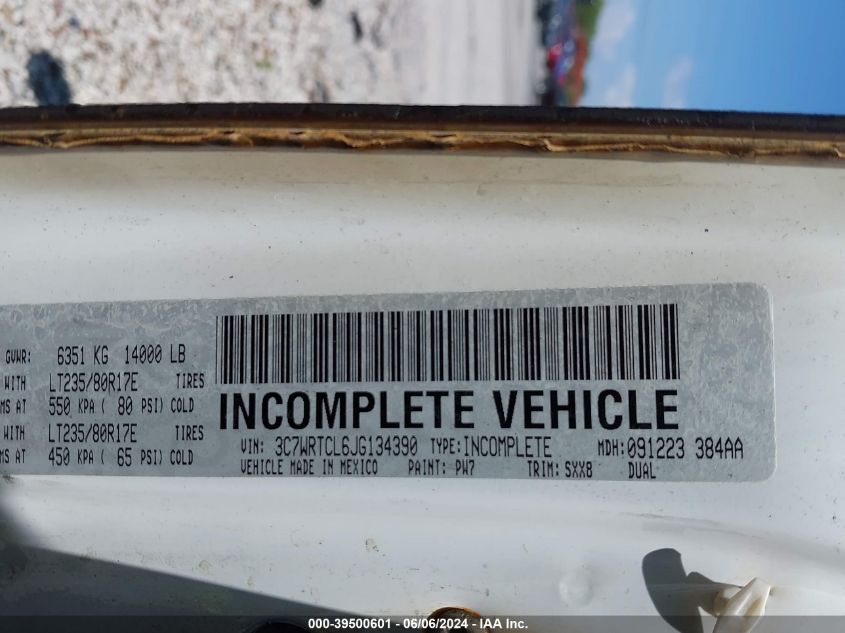 GVWR: 6351 KG 14000 LB
WITH LT235/80R17E TIRES
MS AT 550 KPA ( 80 PSI) COLD
WITH LT235/80R17E TIRES
MS AT 450 KPA ( 65 PSI) COLD
INCOMPLETE VEHICLE
VIN: 3C7WRTCL6JG134390 TYPE: INCOMPLETE MDH: 091223 384AA
VEHICLE MADE IN MEXICO PAINT: PW7 TRIM: SXX8 DUAL
000-39500601 - 06/06/2024 - IAA Inc.